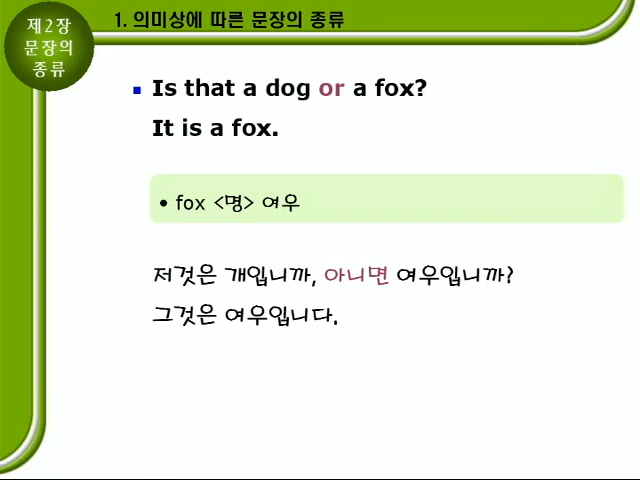 제2장
문장의
종류
1. 의미상에 따른 문장의 종류
Is that a dog or a fox?
It is a fox.
• fox <명> 여우
저것은 개입니까, 아니면 여우입니까?
그것은 여우입니다.